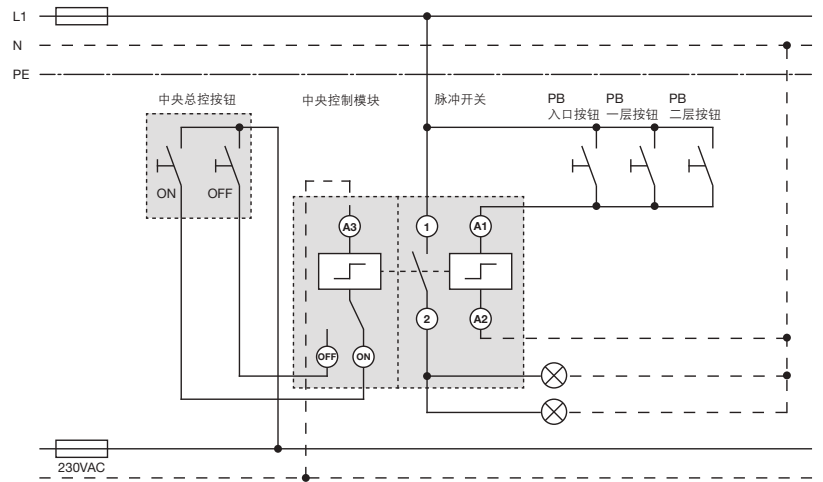 L1
N
PE
中央总控按钮
中央控制模块
脉冲开关
PB
入口按钮
PB
一层按钮
PB
二层按钮
ON
OFF
A3
1
A1
2
A2
OFF
ON
230VAC